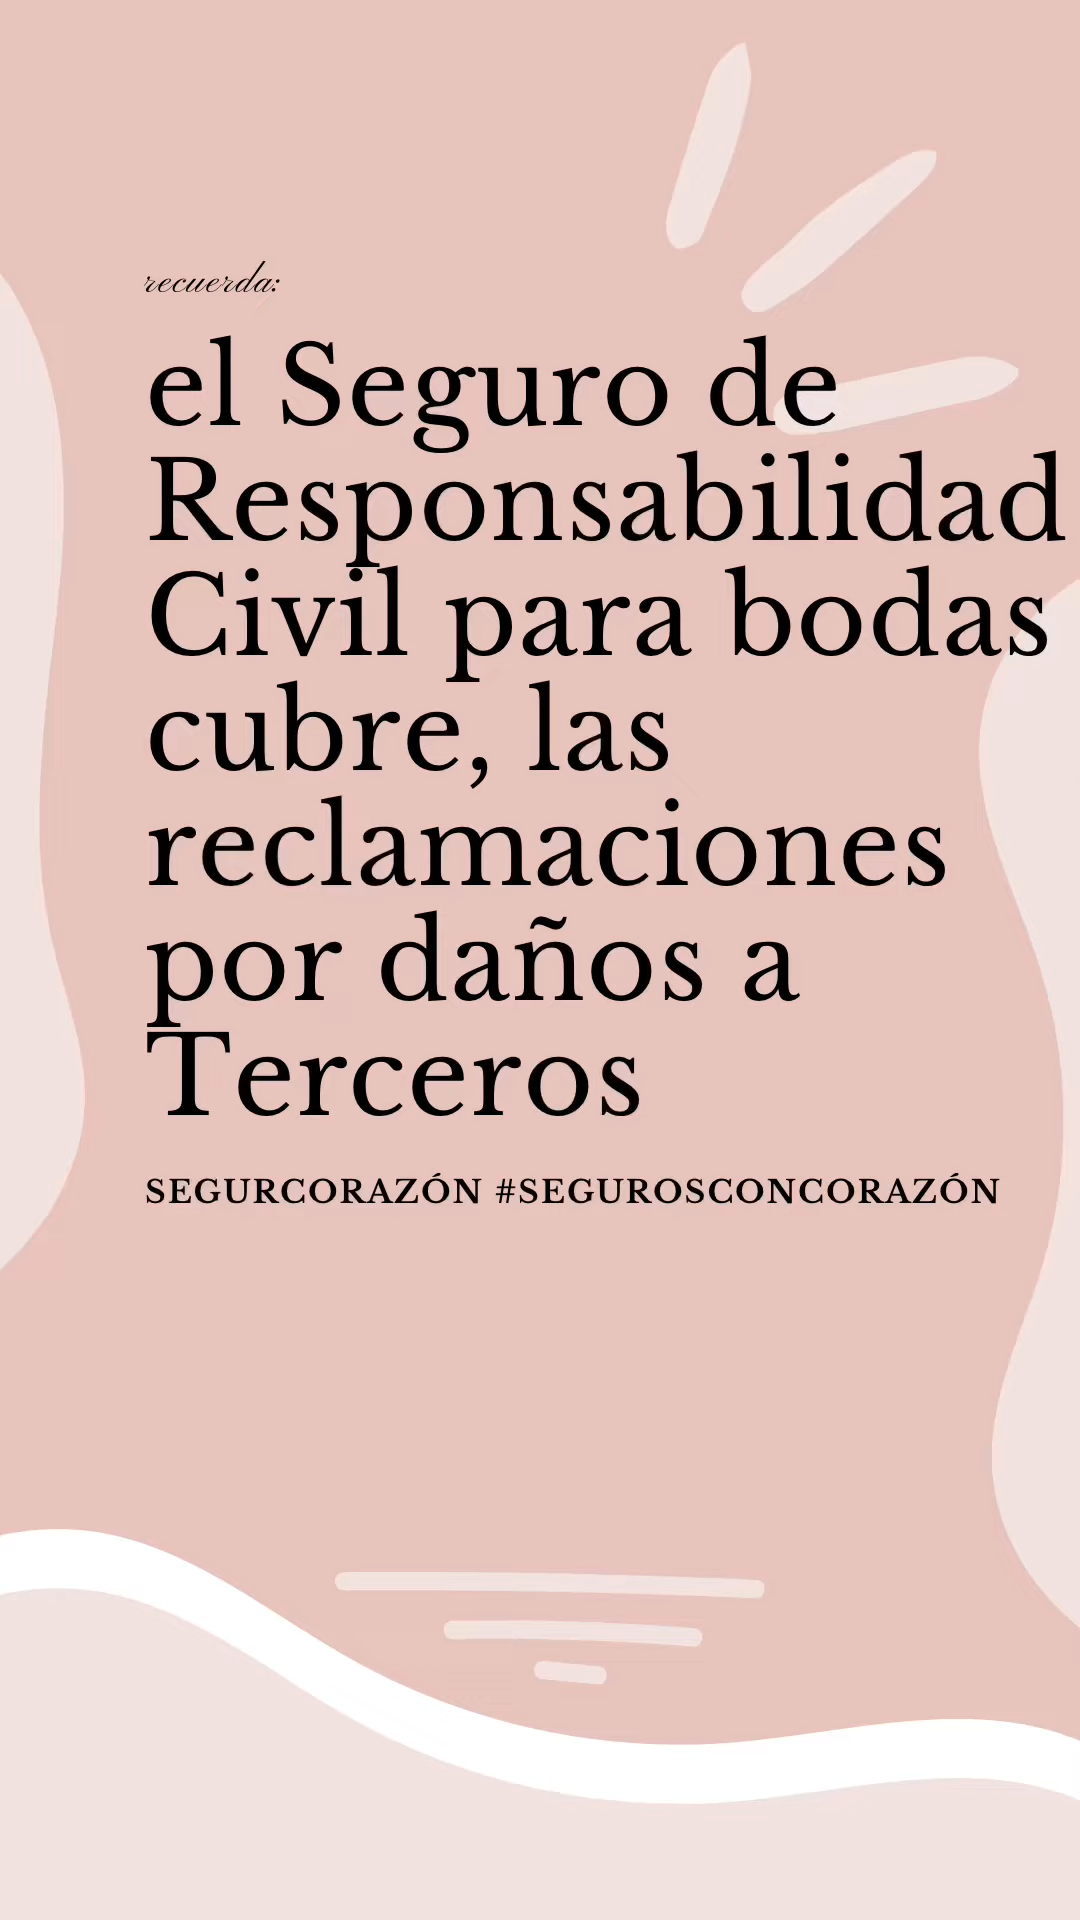 recuerda:
el Seguro de
Responsabilidad
Civil para bodas
cubre, las
reclamaciones
por daños a
Terceros
SEGURCORAZÓN #SEGUROSCONCORAZÓN